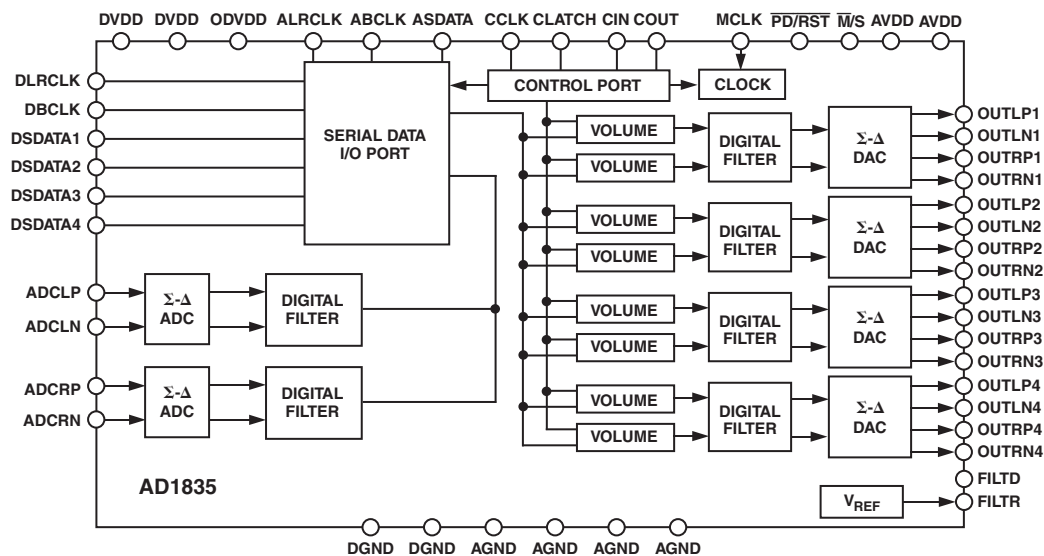 DVDD DVDD ODVDD ALRCLK ABCLK ASDATA CCLK CLATCH CIN COUT MCLK PD/RST M/S AVDD AVDD
DLRCLK
DBCLK
DSDATA1
DSDATA2
DSDATA3
DSDATA4
ADCLP
ADCLN
ADCRP
ADCRN
SERIAL DATA
I/O PORT
CONTROL PORT
CLOCK
Σ-Δ
ADC
DIGITAL
FILTER
Σ-Δ
ADC
DIGITAL
FILTER
VOLUME
VOLUME
DIGITAL
FILTER
Σ-Δ
DAC
OUTLP1
OUTLN1
OUTRP1
OUTRN1
VOLUME
VOLUME
DIGITAL
FILTER
Σ-Δ
DAC
OUTLP2
OUTLN2
OUTRP2
OUTRN2
VOLUME
VOLUME
DIGITAL
FILTER
Σ-Δ
DAC
OUTLP3
OUTLN3
OUTRP3
OUTRN3
VOLUME
VOLUME
DIGITAL
FILTER
Σ-Δ
DAC
OUTLP4
OUTLN4
OUTRP4
OUTRN4
AD1835
VREF
FILTD
FILTR
DGND DGND AGND AGND AGND AGND